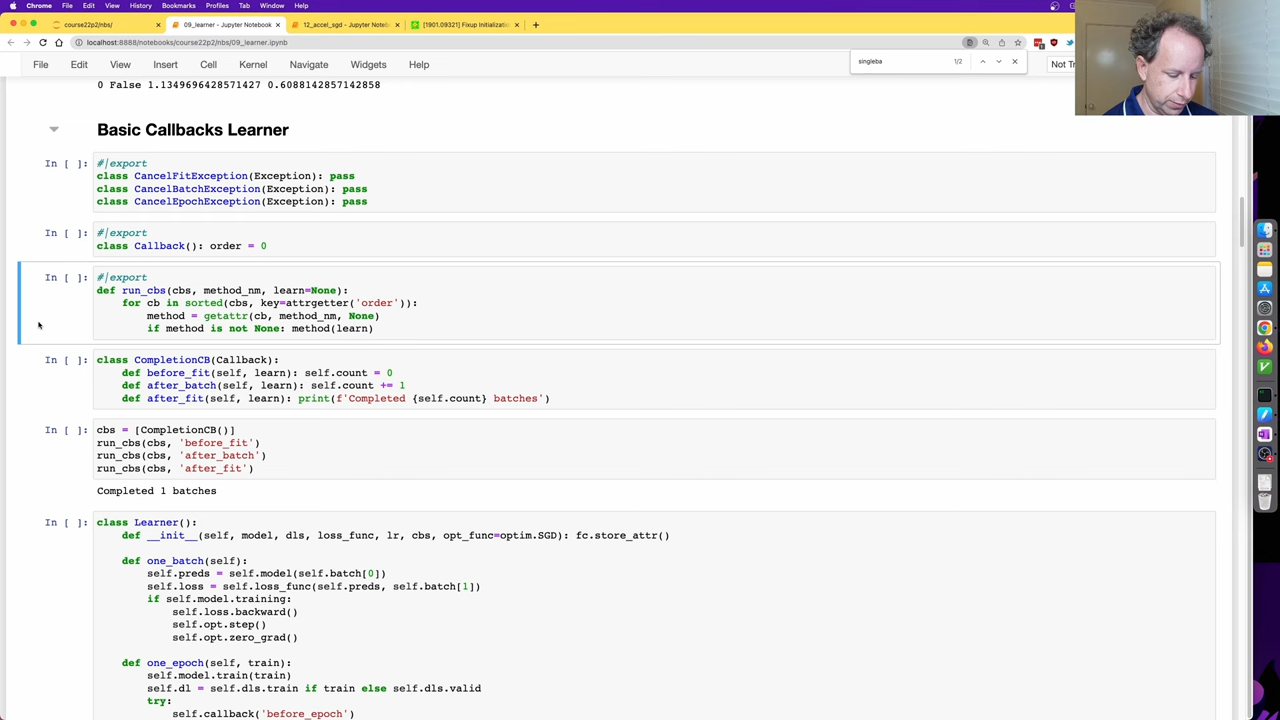 Chrome File Edit View History Bookmarks Profiles Tab Window Help
course22p2/nbs/
09_learner - Jupyter Notebook
12_accel_sgd - Jupyter Noteb
[1901.09321] Fixup Initializati
localhost:8888/notebooks/course22p2/nbs/09_learner.ipynb
File Edit View Insert Cell Kernel Navigate Widgets Help
singleba 1/2
Not Tr
0 False 1.1349696428571427 0.6088142857142858
Basic Callbacks Learner
In [ ]: #|export
class CancelFitException(Exception): pass
class CancelBatchException(Exception): pass
class CancelEpochException(Exception): pass
In [ ]: #|export
class Callback(): order = 0
In [ ]: #|export
def run_cbs(cbs, method_nm, learn=None):
for cb in sorted(cbs, key=attrgetter('order')):
method = getattr(cb, method_nm, None)
if method is not None: method(learn)
In [ ]: class CompletionCB(Callback):
def before_fit(self, learn): self.count = 0
def after_batch(self, learn): self.count += 1
def after_fit(self, learn): print(f'Completed {self.count} batches')
In [ ]: cbs = [CompletionCB()]
run_cbs(cbs, 'before_fit')
run_cbs(cbs, 'after_batch')
run_cbs(cbs, 'after_fit')
Completed 1 batches
In [ ]: class Learner():
def __init__(self, model, dls, loss_func, lr, cbs, opt_func=optim.SGD): fc.store_attr()
def one_batch(self):
self.preds = self.model(self.batch[0])
self.loss = self.loss_func(self.preds, self.batch[1])
if self.model.training:
self.loss.backward()
self.opt.step()
self.opt.zero_grad()
def one_epoch(self, train):
self.model.train(train)
self.dl = self.dls.train if train else self.dls.valid
try:
self.callback('before_epoch')